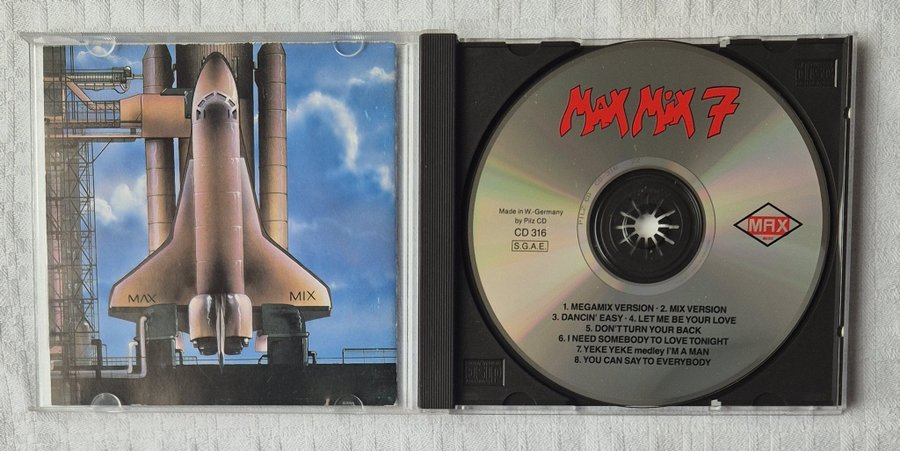 MAX
MIX
MAX MIX 7
Made in W.-Germany
by Pilz CD
CD 316
S.G.A.E.
MAX
1. MEGAMIX VERSION · 2. MIX VERSION
3. DANCIN' EASY · 4. LET ME BE YOUR LOVE
5. DON'T TURN YOUR BACK
6. I NEED SOMEBODY TO LOVE TONIGHT
7. YEKE YEKE medley I'M A MAN
8. YOU CAN SAY TO EVERYBODY